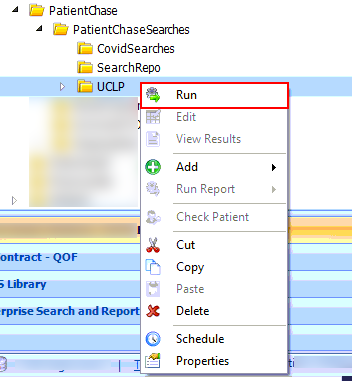 PatientChase
PatientChaseSearches
CovidSearches
SearchRepo
UCLP
Run
Edit
View Results
Add
Run Report
Check Patient
Cut
Copy
Paste
Delete
Schedule
Properties
ontract - QOF
S Library
erprise Search and Report